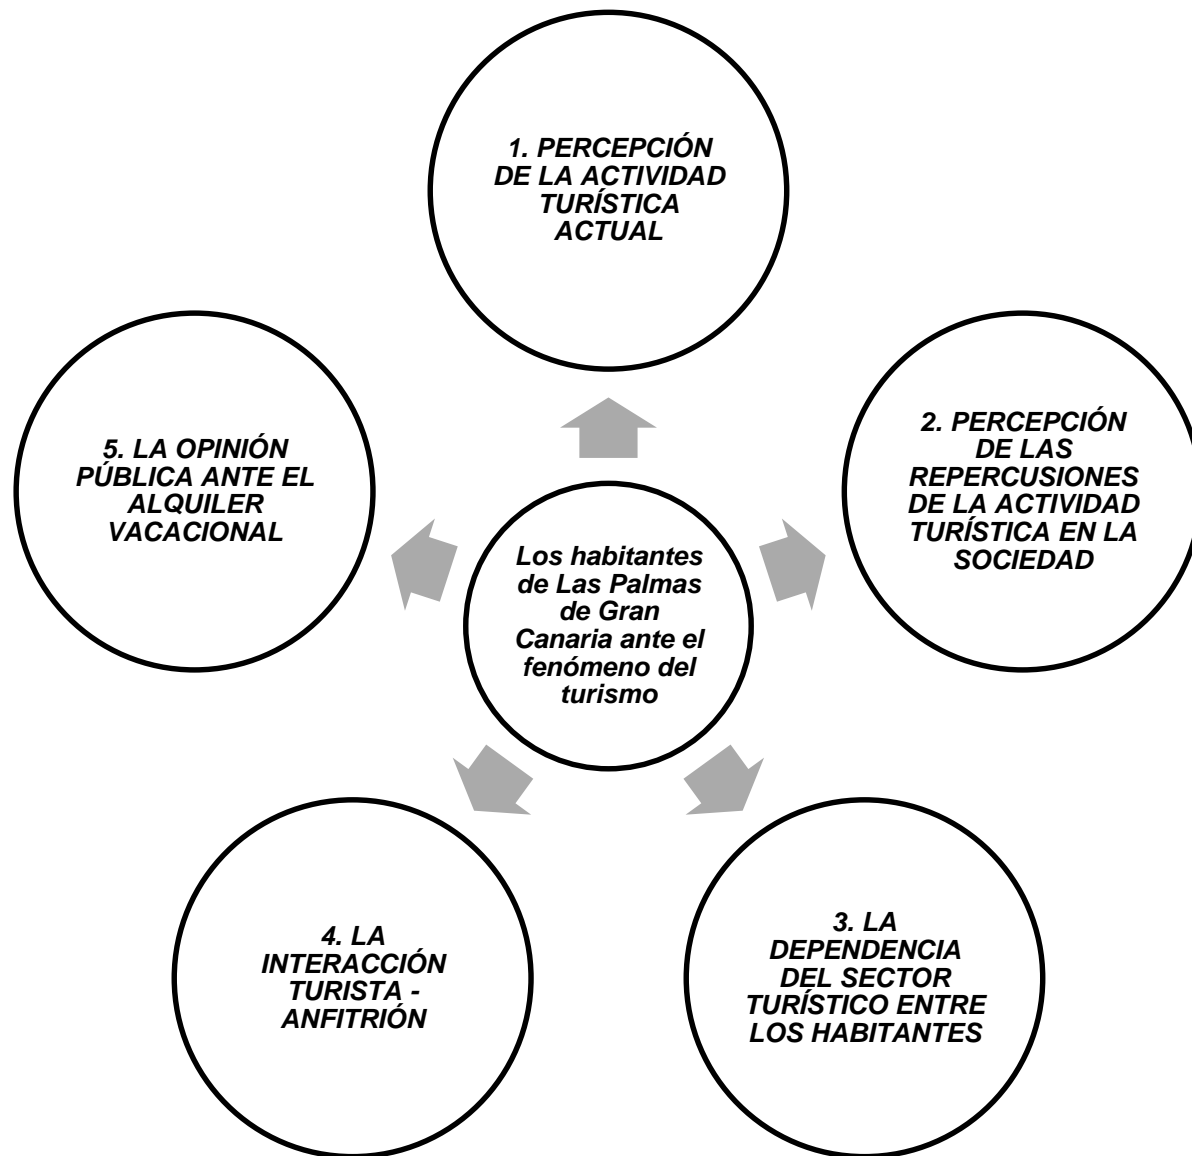 1. PERCEPCIÓN
DE LA ACTIVIDAD
TURÍSTICA
ACTUAL
2. PERCEPCIÓN
DE LAS
REPERCUSIONES
DE LA ACTIVIDAD
TURÍSTICA EN LA
SOCIEDAD
3. LA
DEPENDENCIA
DEL SECTOR
TURÍSTICO ENTRE
LOS HABITANTES
4. LA
INTERACCIÓN
TURISTA -
ANFITRIÓN
5. LA OPINIÓN
PÚBLICA ANTE EL
ALQUILER
VACACIONAL
Los habitantes
de Las Palmas
de Gran
Canaria ante el
fenómeno del
turismo